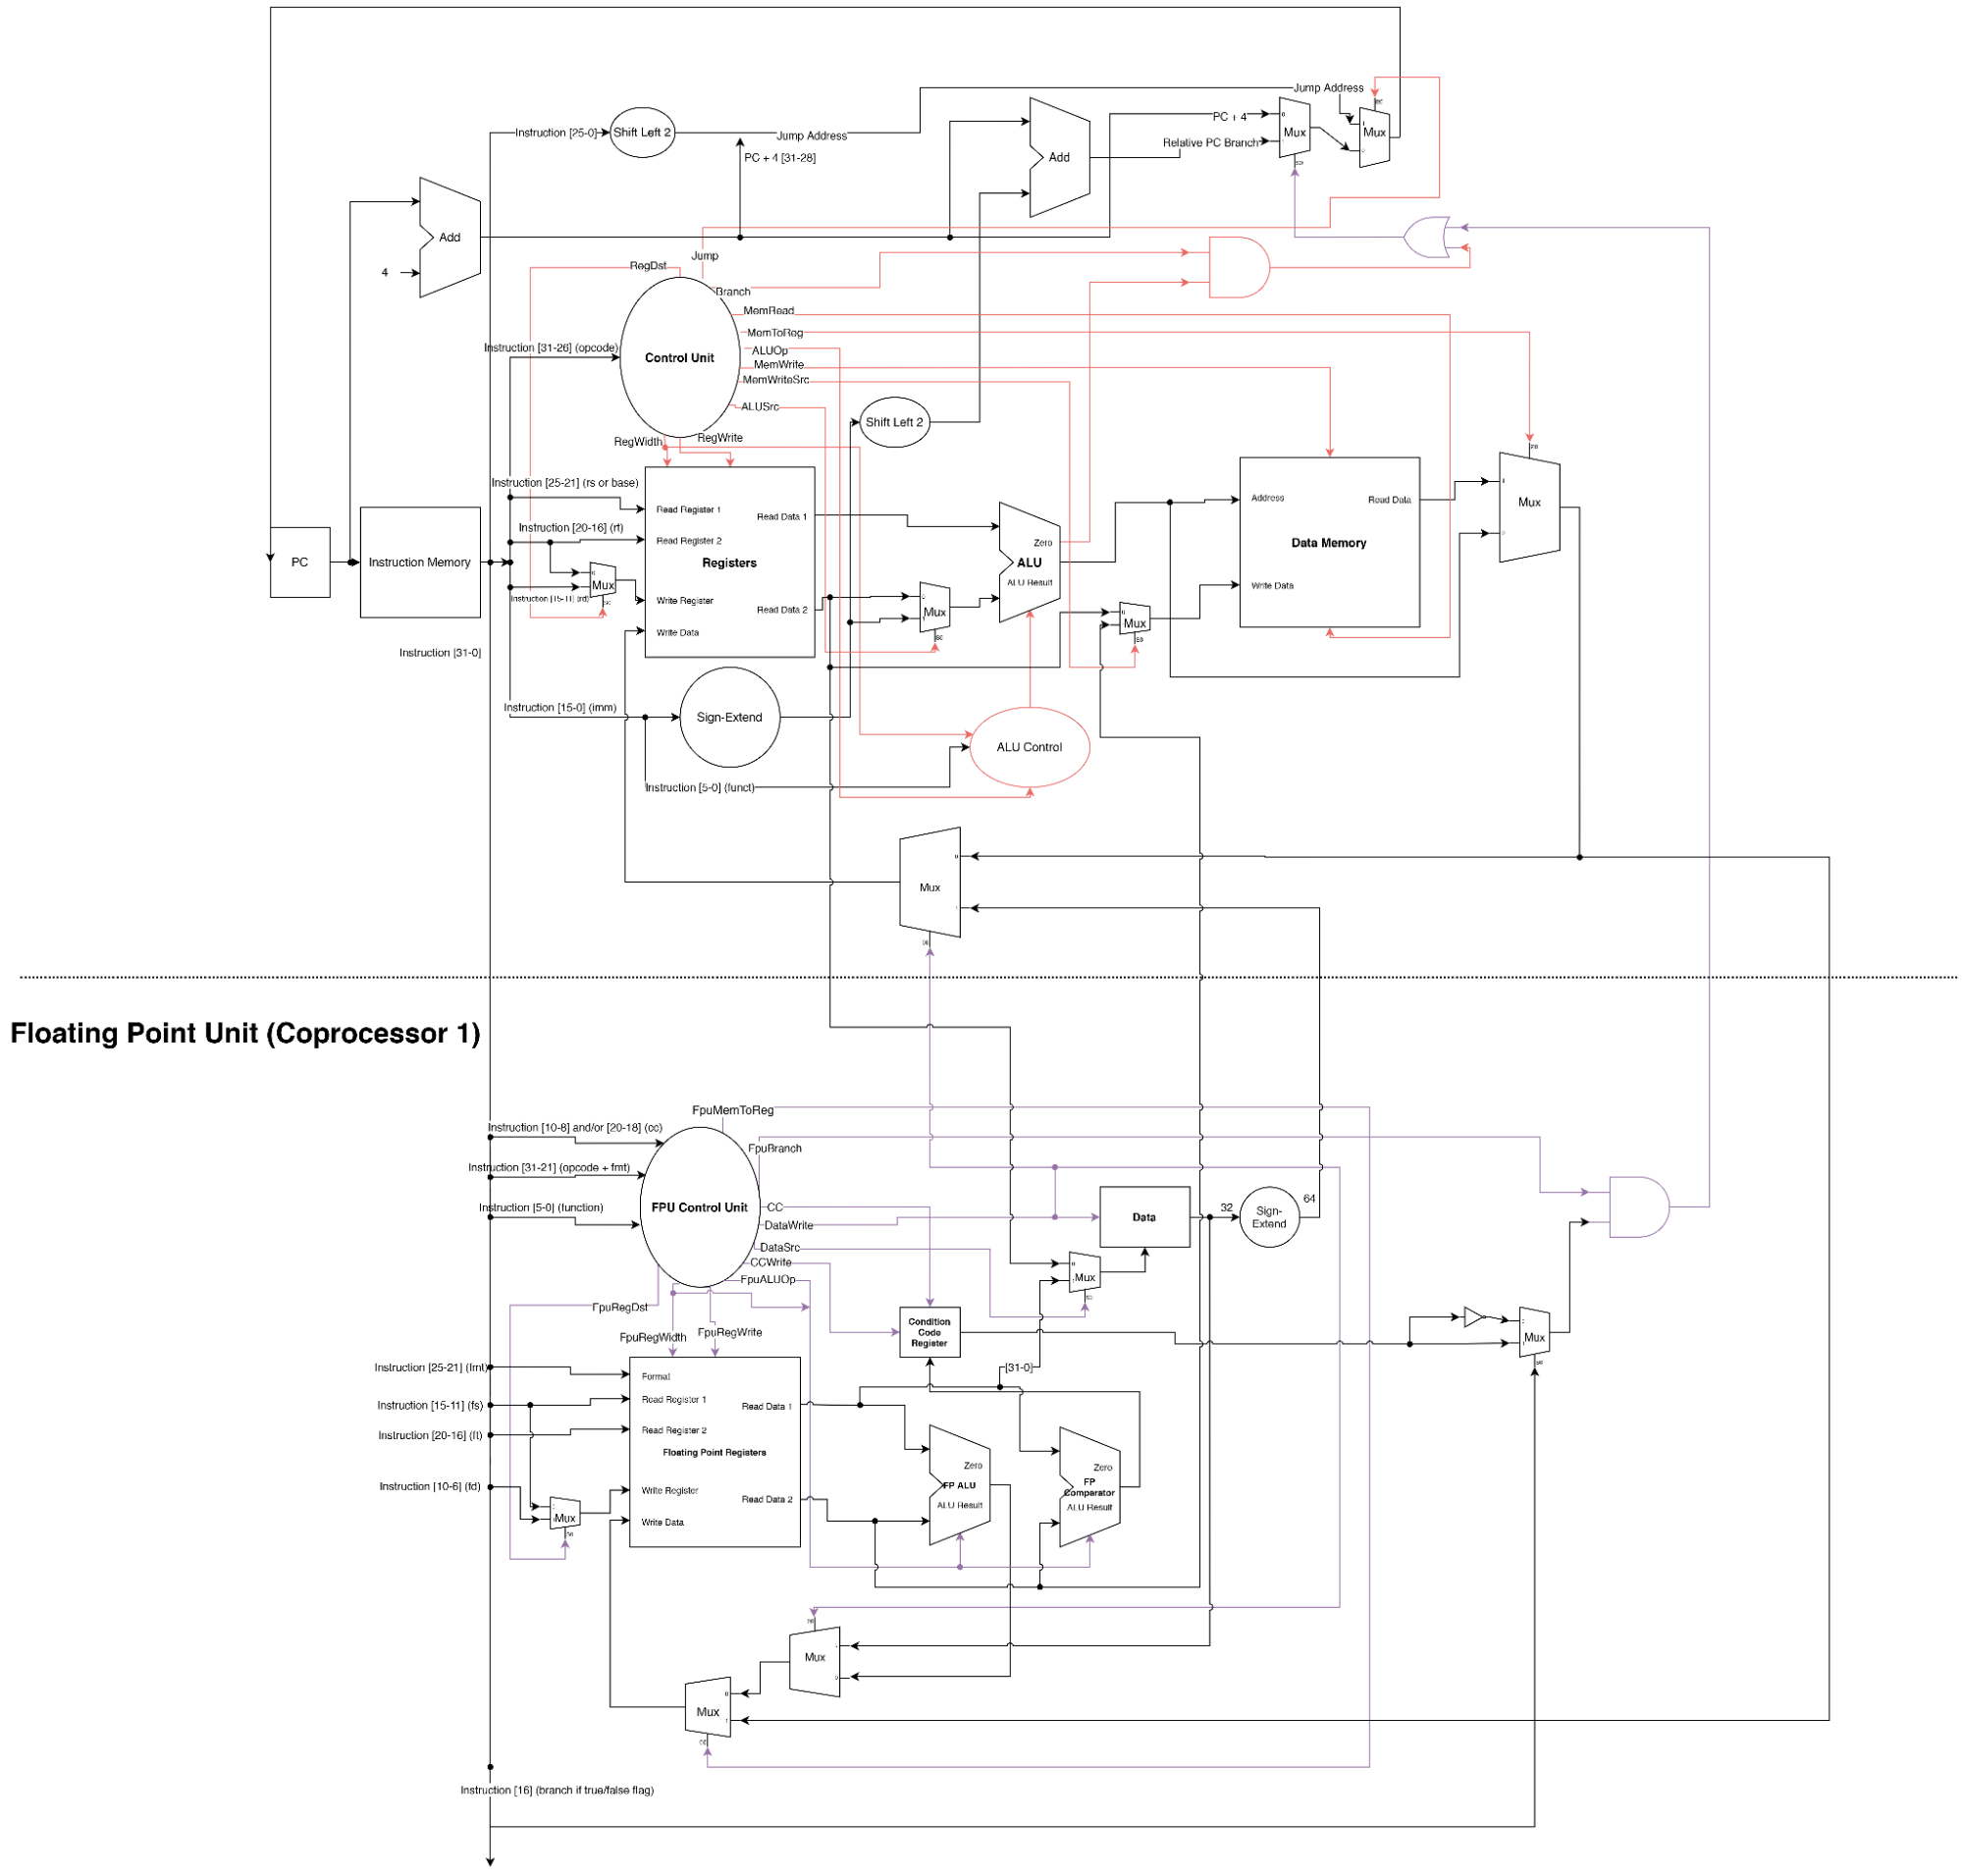 Jump Address
PC + 4
Instruction [25-0]
Shift Left 2
Jump Address
Mux
Mux
Relative PC Branch
PC + 4 [31-28]
Add
Add
4
Jump
RegDst
Branch
MemRead
MemToReg
Instruction [31-26] (opcode)
Control Unit
ALUOp
MemWrite
MemWriteSrc
ALUSrc
Shift Left 2
RegWidth
RegWrite
Instruction [25-21] (rs or base)
Address
Read Data
Mux
Read Register 1
Read Data 1
Instruction [20-16] (rt)
Read Register 2
Zero
Data Memory
PC
Instruction Memory
Registers
ALU
ALU Result
Mux
Write Data
Instruction [15-11] (rd)
Write Register
Read Data 2
Mux
Mux
Write Data
Instruction [31-0]
Instruction [15-0] (imm)
Sign-Extend
ALU Control
Instruction [5-0] (funct)
Mux
Floating Point Unit (Coprocessor 1)
FpuMemToReg
Instruction [10-8] and/or [20-18] (cc)
FpuBranch
Instruction [31-21] (opcode + fmt)
Instruction [5-0] (function)
FPU Control Unit
CC
DataWrite
Data
32
Sign-
Extend
64
DataSrc
CCWrite
FpuALUOp
Mux
FpuRegDst
Condition
Code
Register
FpuRegWidth
FpuRegWrite
Mux
Instruction [25-21] (fmt)
Format
[31-0]
Instruction [15-11] (fs)
Read Register 1
Read Data 1
Instruction [20-16] (ft)
Read Register 2
Floating Point Registers
Zero
Zero
FP ALU
FP
Comparator
ALU Result
ALU Result
Instruction [10-6] (fd)
Write Register
Read Data 2
Mux
Write Data
Mux
Mux
Instruction [16] (branch if true/false flag)